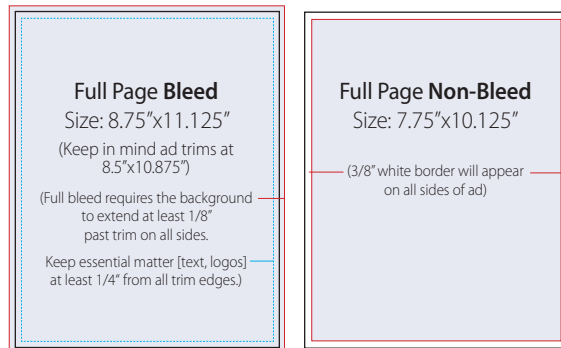 Full Page Bleed
Size: 8.75”x11.125”
(Keep in mind ad trims at
8.5”x10.875”)
(Full bleed requires the background
to extend at least 1/8”
past trim on all sides.
Keep essential matter [text, logos]
at least 1/4“ from all trim edges.)
Full Page Non-Bleed
Size: 7.75”x10.125”
(3/8” white border will appear
on all sides of ad)